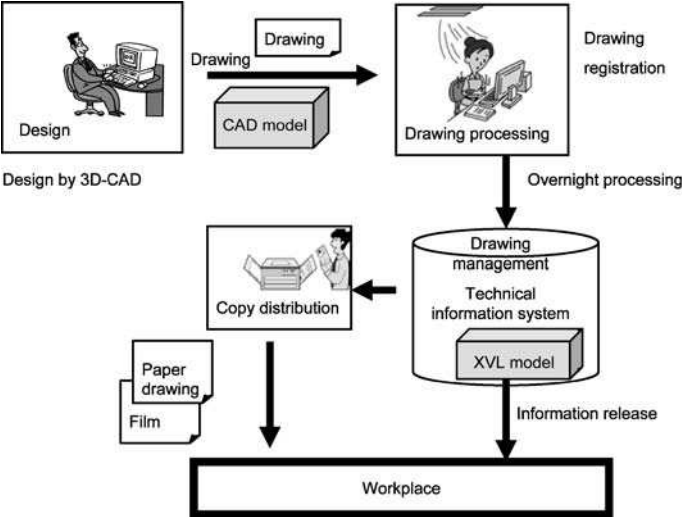 Drawing
Drawing
CAD model
Design
Design by 3D-CAD
Drawing processing
Drawing
registration
Overnight processing
Drawing
management
Technical
information system
XVL model
Copy distribution
Paper
drawing
Film
Information release
Workplace